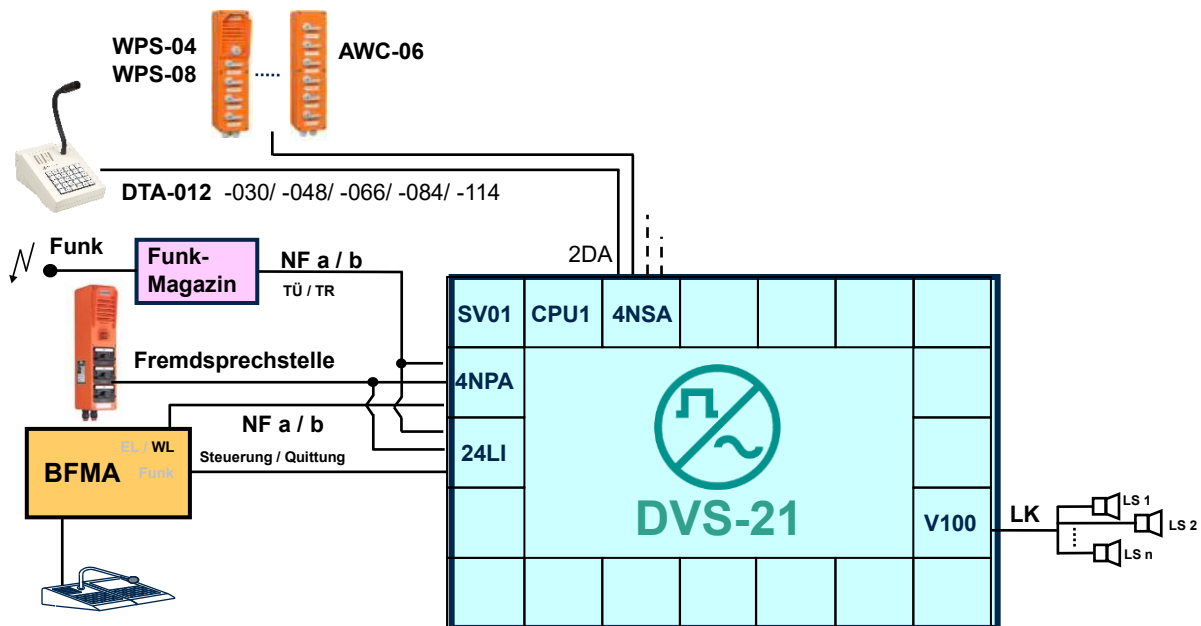 WPS-04
WPS-08
AWC-06
DTA-012 -030/ -048/ -066/ -084/ -114
Funk
Funk-
Magazin
NF a / b
TÜ / TR
2DA
SV01 CPU1 4NSA
Fremdsprechstelle
4NPA
NF a / b
EL / WL
BFMA
Funk
Steuerung / Quittung
24LI
DVS-21
V100
LK
LS 1
LS 2
LS n